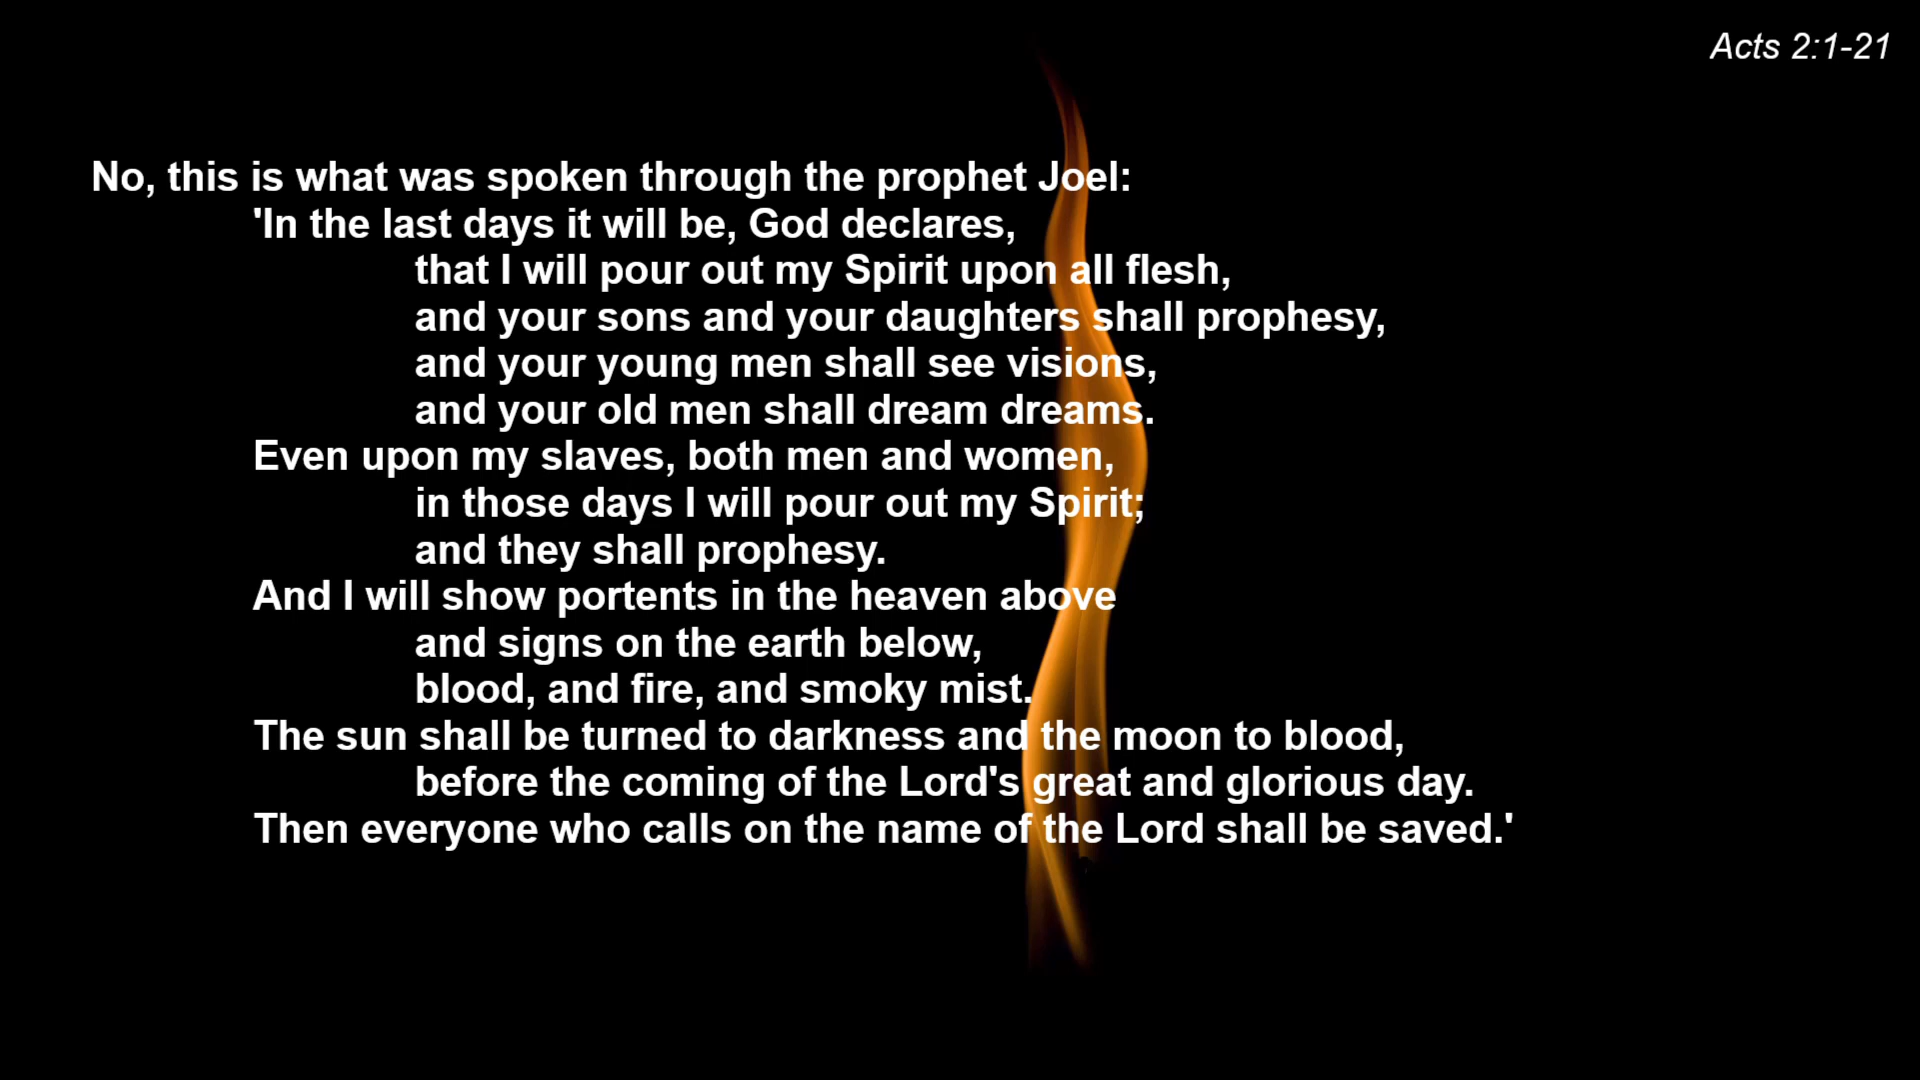 Acts 2:1-21
No, this is what was spoken through the prophet Joel:
'In the last days it will be, God declares,
that I will pour out my Spirit upon all flesh,
and your sons and your daughters shall prophesy,
and your young men shall see visions,
and your old men shall dream dreams.
Even upon my slaves, both men and women,
in those days I will pour out my Spirit;
and they shall prophesy.
And I will show portents in the heaven above
and signs on the earth below,
blood, and fire, and smoky mist.
The sun shall be turned to darkness and the moon to blood,
before the coming of the Lord's great and glorious day.
Then everyone who calls on the name of the Lord shall be saved.'